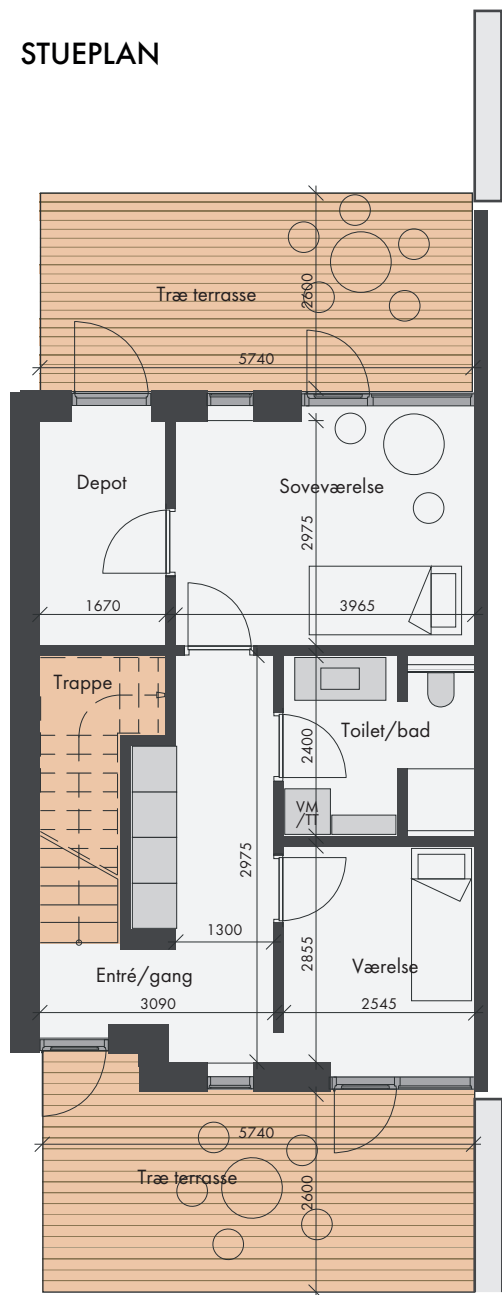 STUEPLAN
2600
Træ terrasse
5740
Depot
Soveværelse
2975
1670
3965
Trappe
Toilet/bad
2400
VM
/TT
2975
1300
2855
Entré/gang
Værelse
3090
2545
5740
Træ terrasse
2600